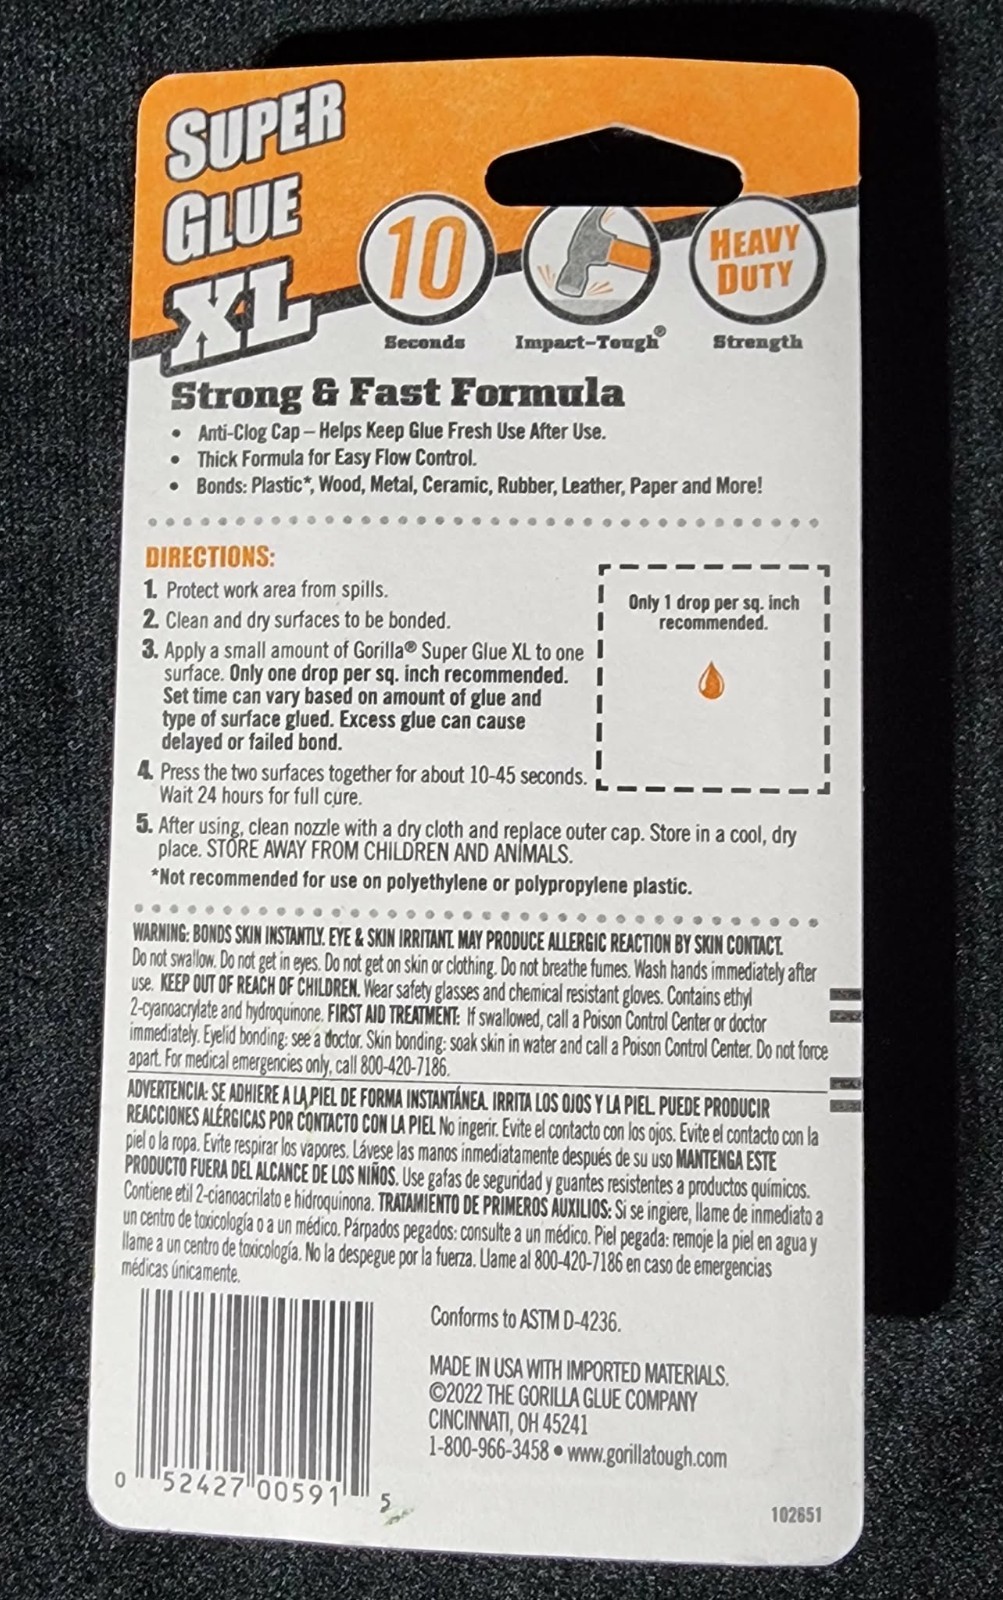 SUPER
GLUE
XL
10
HEAVY
DUTY
Seconds
Impact-Tough®
Strength
Strong & Fast Formula
• Anti-Clog Cap – Helps Keep Glue Fresh Use After Use.
• Thick Formula for Easy Flow Control.
• Bonds: Plastic*, Wood, Metal, Ceramic, Rubber, Leather, Paper and More!
DIRECTIONS:
1. Protect work area from spills.
2. Clean and dry surfaces to be bonded.
3. Apply a small amount of Gorilla® Super Glue XL to one
surface. Only one drop per sq. inch recommended.
Set time can vary based on amount of glue and
type of surface glued. Excess glue can cause
delayed or failed bond.
4. Press the two surfaces together for about 10-45 seconds.
Wait 24 hours for full cure.
5. After using, clean nozzle with a dry cloth and replace outer cap. Store in a cool, dry
place. STORE AWAY FROM CHILDREN AND ANIMALS.
*Not recommended for use on polyethylene or polypropylene plastic.
Only 1 drop per sq. inch
recommended.
WARNING: BONDS SKIN INSTANTLY. EYE & SKIN IRRITANT. MAY PRODUCE ALLERGIC REACTION BY SKIN CONTACT.
Do not swallow. Do not get in eyes. Do not get on skin or clothing. Do not breathe fumes. Wash hands immediately after
use. KEEP OUT OF REACH OF CHILDREN. Wear safety glasses and chemical resistant gloves. Contains ethyl
2-cyanoacrylate and hydroquinone. FIRST AID TREATMENT: If swallowed, call a Poison Control Center or doctor
immediately. Eyelid bonding: see a doctor. Skin bonding: soak skin in water and call a Poison Control Center. Do not force
apart. For medical emergencies only, call 800-420-7186.
ADVERTENCIA: SE ADHIERE A LA PIEL DE FORMA INSTANTÁNEA. IRRITA LOS OJOS Y LA PIEL. PUEDE PRODUCIR
REACCIONES ALÉRGICAS POR CONTACTO CON LA PIEL No ingerir. Evite el contacto con los ojos. Evite el contacto con la
piel o la ropa. Evite respirar los vapores. Lávese las manos inmediatamente después de su uso MANTENGA ESTE
PRODUCTO FUERA DEL ALCANCE DE LOS NIÑOS. Use gafas de seguridad y guantes resistentes a productos químicos.
Contiene etil 2-cianoacrilato e hidroquinona. TRATAMIENTO DE PRIMEROS AUXILIOS: Si se ingiere, llame de inmediato a
un centro de toxicología o a un médico. Párpados pegados: consulte a un médico. Piel pegada: remoje la piel en agua y
llame a un centro de toxicología. No la despegue por la fuerza. Llame al 800-420-7186 en caso de emergencias
médicas únicamente.
Conforms to ASTM D-4236.
MADE IN USA WITH IMPORTED MATERIALS.
©2022 THE GORILLA GLUE COMPANY
CINCINNATI, OH 45241
1-800-966-3458 • www.gorillatough.com
0 52427 00591 5
102651